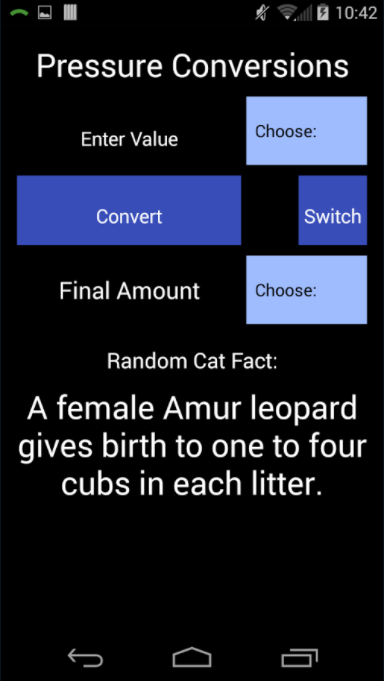 10:42
Pressure Conversions
Enter Value
Choose:
Convert
Switch
Final Amount
Choose:
Random Cat Fact:
A female Amur leopard
gives birth to one to four
cubs in each litter.